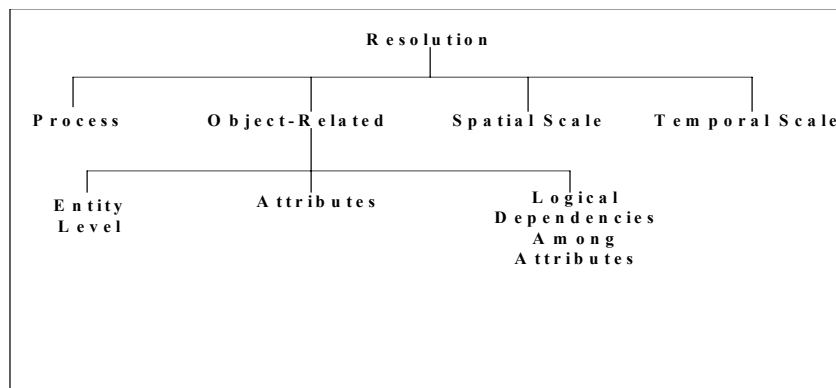 Resolution
Process Object-Related Spatial Scale Temporal Scale
Entity
Level
Attributes
Logical
Dependencies
Among
Attributes